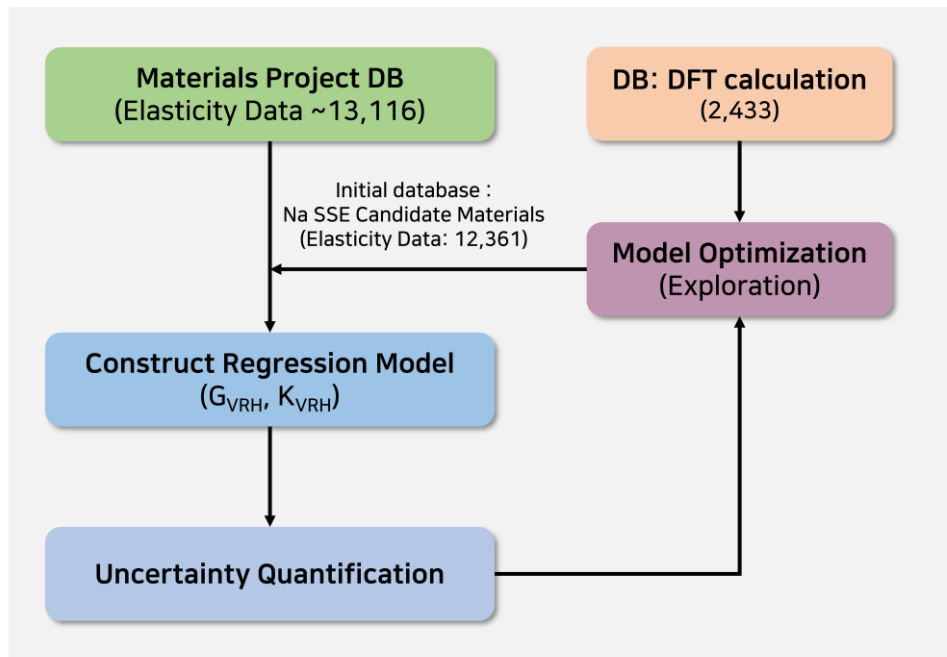 Materials Project DB
(Elasticity Data ~13,116)
DB: DFT calculation
(2,433)
Initial database :
Na SSE Candidate Materials
(Elasticity Data: 12,361)
Model Optimization
(Exploration)
Construct Regression Model
(GVRH, KVRH)
Uncertainty Quantification